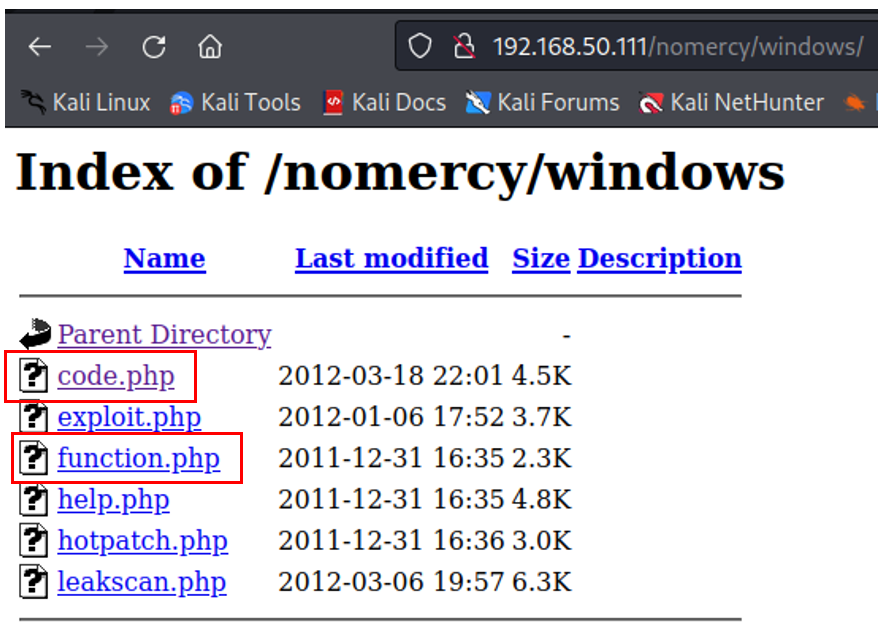 192.168.50.111/nomercy/windows/
Kali Linux Kali Tools Kali Docs Kali Forums Kali NetHunter
Index of /nomercy/windows
Name Last modified Size Description
Parent Directory -
code.php 2012-03-18 22:01 4.5K
exploit.php 2012-01-06 17:52 3.7K
function.php 2011-12-31 16:35 2.3K
help.php 2011-12-31 16:35 4.8K
hotpatch.php 2011-12-31 16:36 3.0K
leakscan.php 2012-03-06 19:57 6.3K